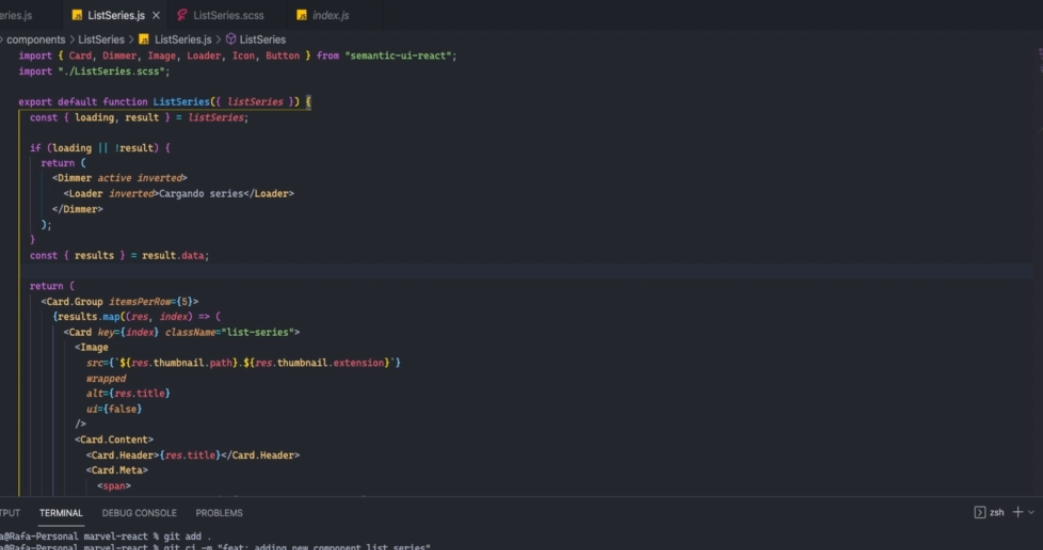 eries.js ListSeries.js × ListSeries.scss index.js
> components > ListSeries > ListSeries.js > ListSeries
import { Card, Dimmer, Image, Loader, Icon, Button } from "semantic-ui-react";
import "./ListSeries.scss";
export default function ListSeries({ listSeries }) {
const { loading, result } = listSeries;
if (loading || !result) {
return (
<Dimmer active inverted>
<Loader inverted>Cargando series</Loader>
</Dimmer>
);
}
const { results } = result.data;
return (
<Card.Group itemsPerRow={5}>
{results.map((res, index) => (
<Card key={index} className="list-series">
<Image
src={`${res.thumbnail.path}.${res.thumbnail.extension}`}
wrapped
alt={res.title}
ui={false}
/>
<Card.Content>
<Card.Header>{res.title}</Card.Header>
<Card.Meta>
<span>
TPUT TERMINAL DEBUG CONSOLE PROBLEMS zsh
a@Rafa-Personal marvel-react % git add .
a@Rafa-Personal marvel-react % git ci -m "feat: adding new component list series"